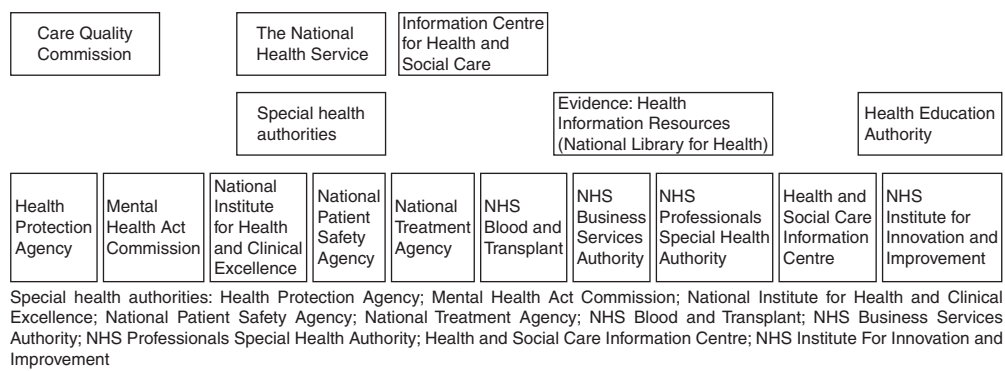 Care Quality
Commission
The National
Health Service
Information Centre
for Health and
Social Care
Special health
authorities
Evidence: Health
Information Resources
(National Library for Health)
Health Education
Authority
Health
Protection
Agency
Mental
Health Act
Commission
National
Institute
for Health
and Clinical
Excellence
National
Patient
Safety
Agency
National
Treatment
Agency
NHS
Blood and
Transplant
NHS
Business
Services
Authority
NHS
Professionals
Special Health
Authority
Health and
Social Care
Information
Centre
NHS
Institute for
Innovation and
Improvement
Special health authorities: Health Protection Agency; Mental Health Act Commission; National Institute for Health and Clinical
Excellence; National Patient Safety Agency; National Treatment Agency; NHS Blood and Transplant; NHS Business Services
Authority; NHS Professionals Special Health Authority; Health and Social Care Information Centre; NHS Institute For Innovation and
Improvement